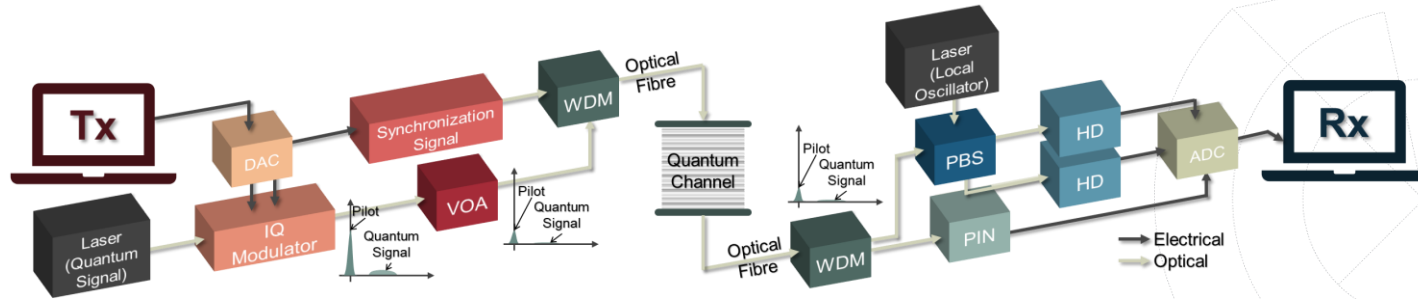 Tx
DAC
Laser
(Quantum
Signal)
IQ
Modulator
Synchronization
Signal
Pilot
Quantum
Signal
VOA
Pilot
Quantum
Signal
WDM
Optical
Fibre
Quantum
Channel
Optical
Fibre
WDM
Pilot
Quantum
Signal
Laser
(Local
Oscillator)
PBS
HD
HD
PIN
ADC
Rx
Electrical
Optical